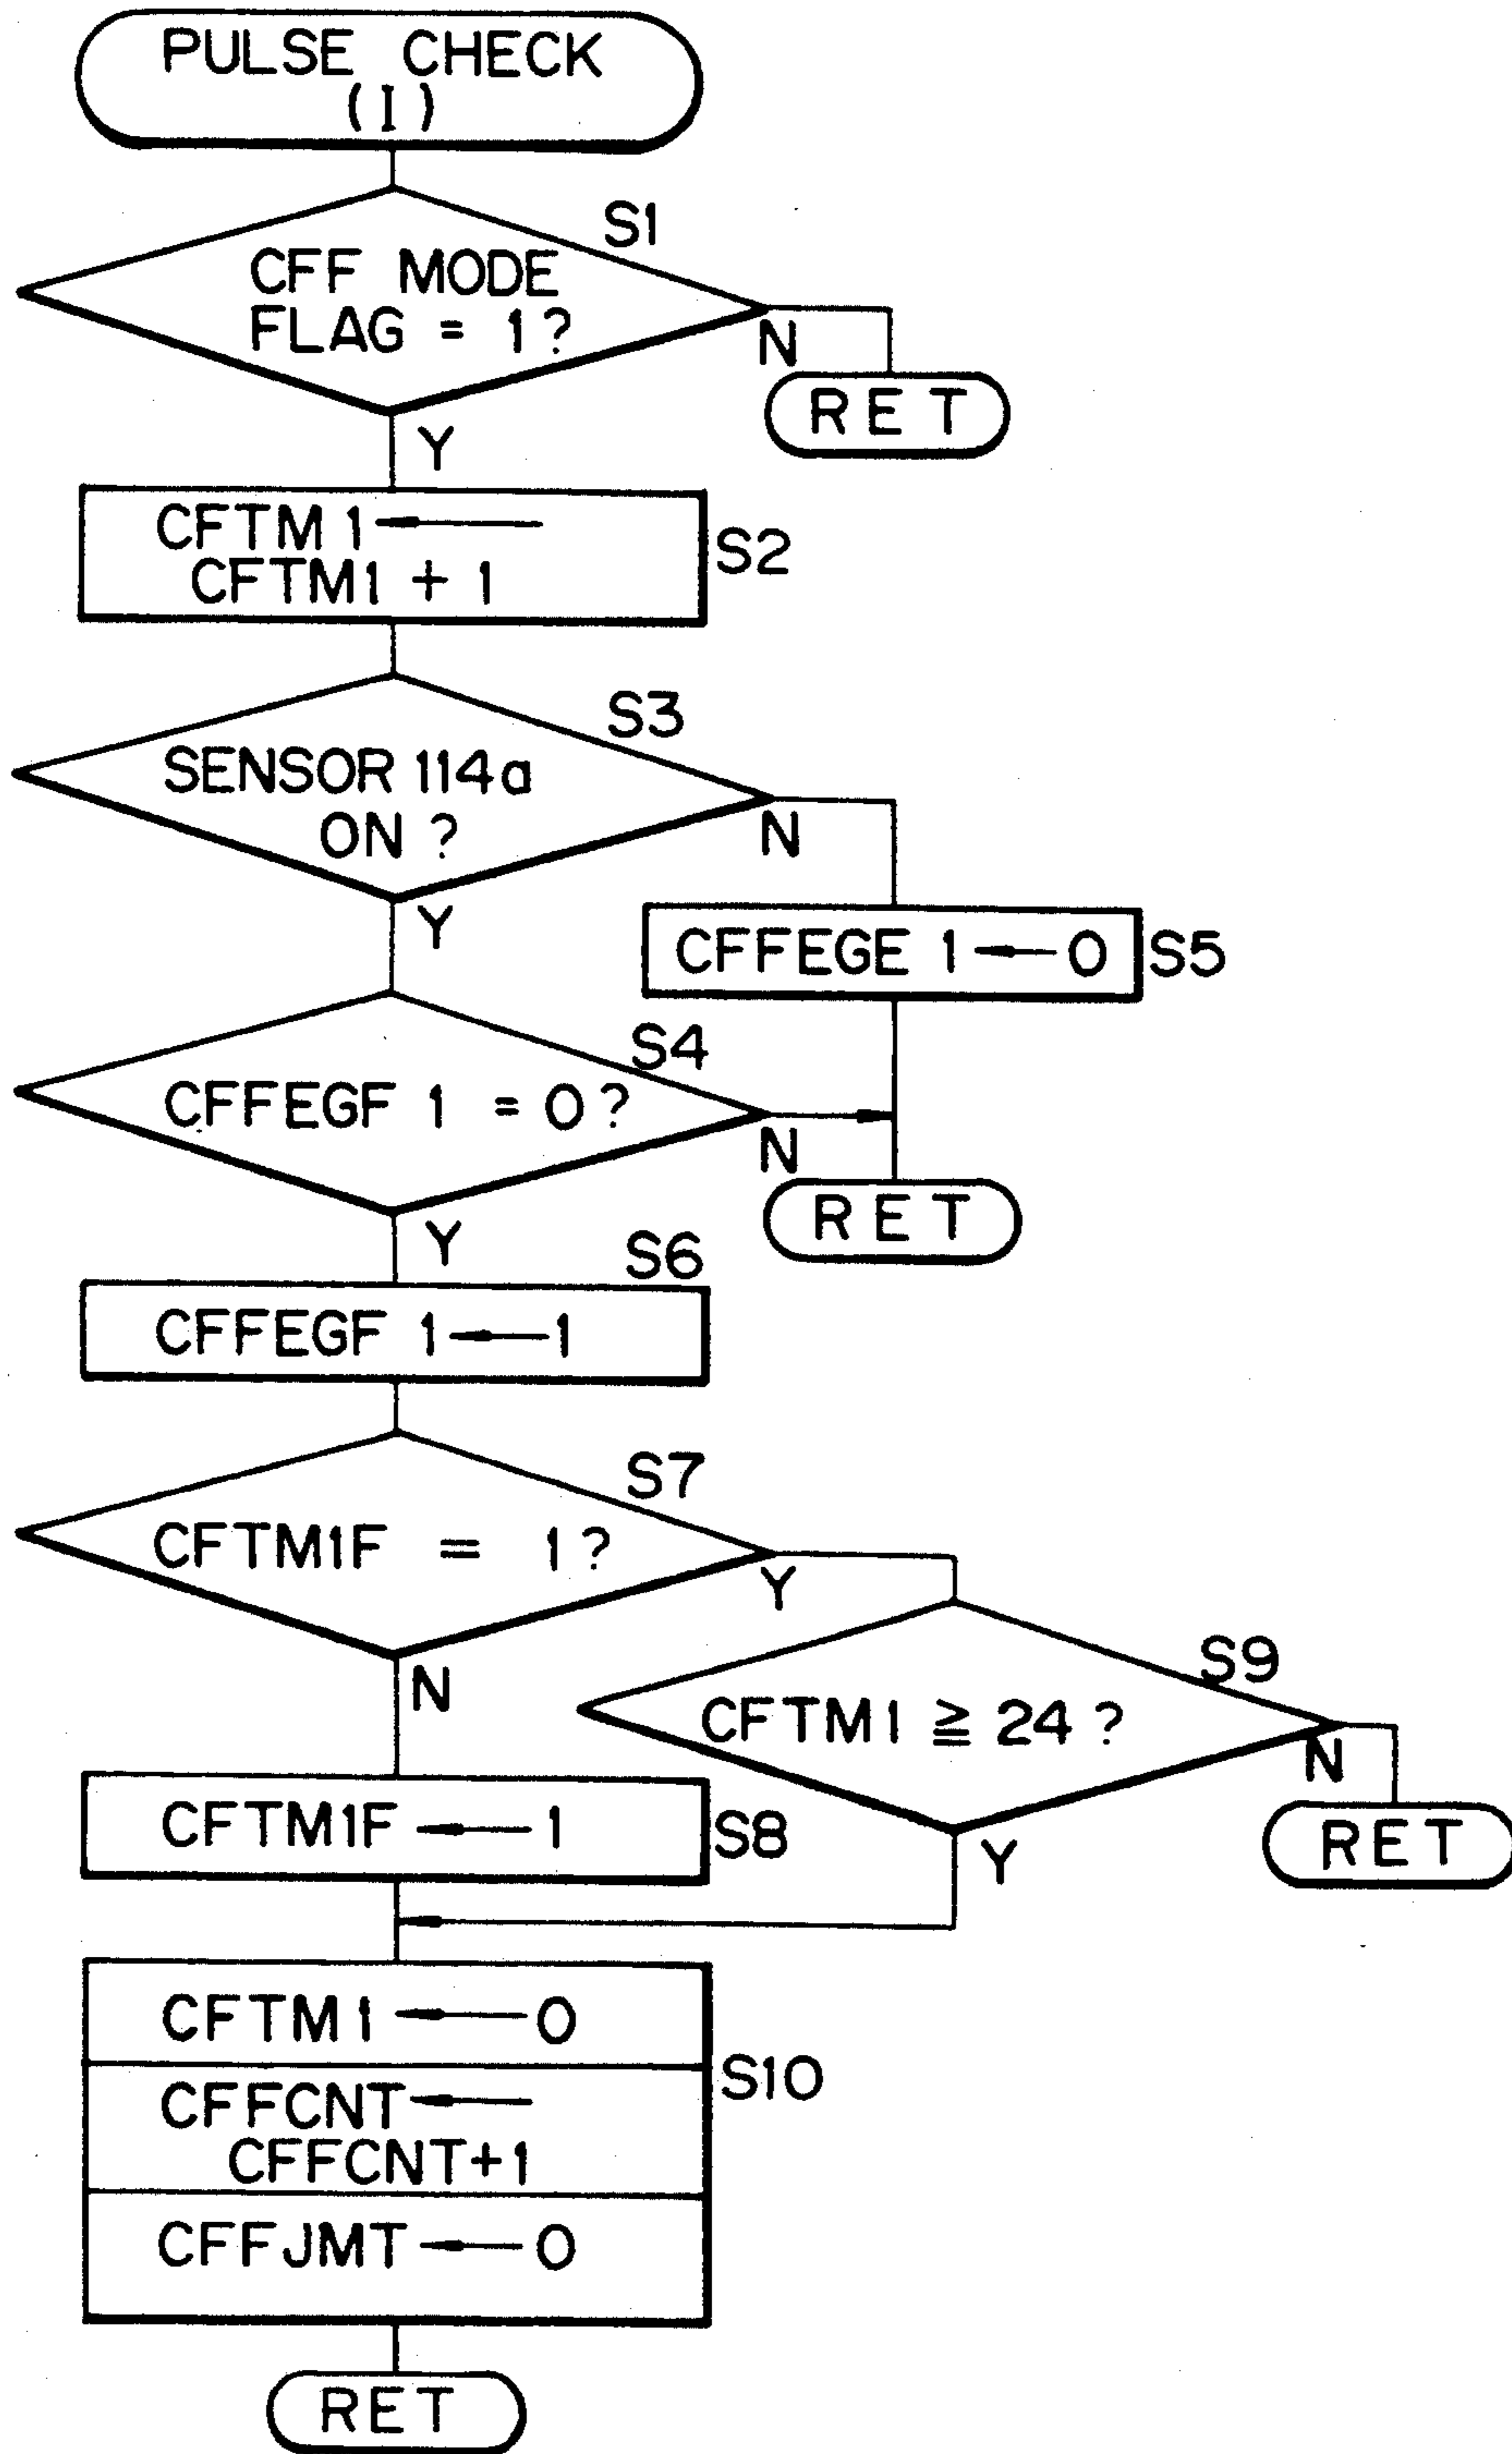 PULSE CHECK
(I)
S1
CFF MODE
FLAG = 1?
N
RET
Y
CFTM1←
CFTM1 + 1
S2
S3
SENSOR 114a
ON ?
N
Y
CFFEGE 1←0
S5
S4
CFFEGF 1 = 0?
N
RET
Y
S6
CFFEGF 1←1
S7
CFTM1F = 1?
Y
N
S9
CFTM1 ≧ 24 ?
N
RET
Y
CFTM1F ← 1
S8
CFTM1 ← 0
S10
CFFCNT←
CFFCNT+1
CFFJMT ← 0
RET